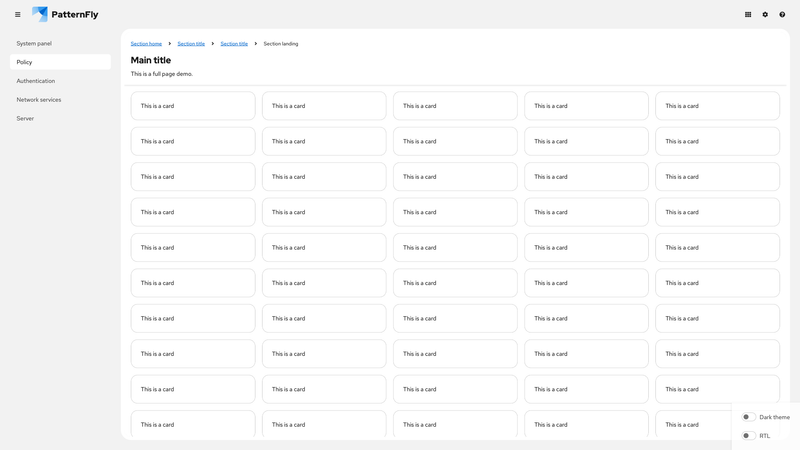 PatternFly
System panel
Policy
Authentication
Network services
Server
Section home > Section title > Section title > Section landing
Main title
This is a full page demo.
This is a card This is a card This is a card This is a card This is a card
This is a card This is a card This is a card This is a card This is a card
This is a card This is a card This is a card This is a card This is a card
This is a card This is a card This is a card This is a card This is a card
This is a card This is a card This is a card This is a card This is a card
This is a card This is a card This is a card This is a card This is a card
This is a card This is a card This is a card This is a card This is a card
This is a card This is a card This is a card This is a card This is a card
This is a card This is a card This is a card This is a card This is a card
This is a card This is a card This is a card This is a card This is a card
Dark theme
RTL